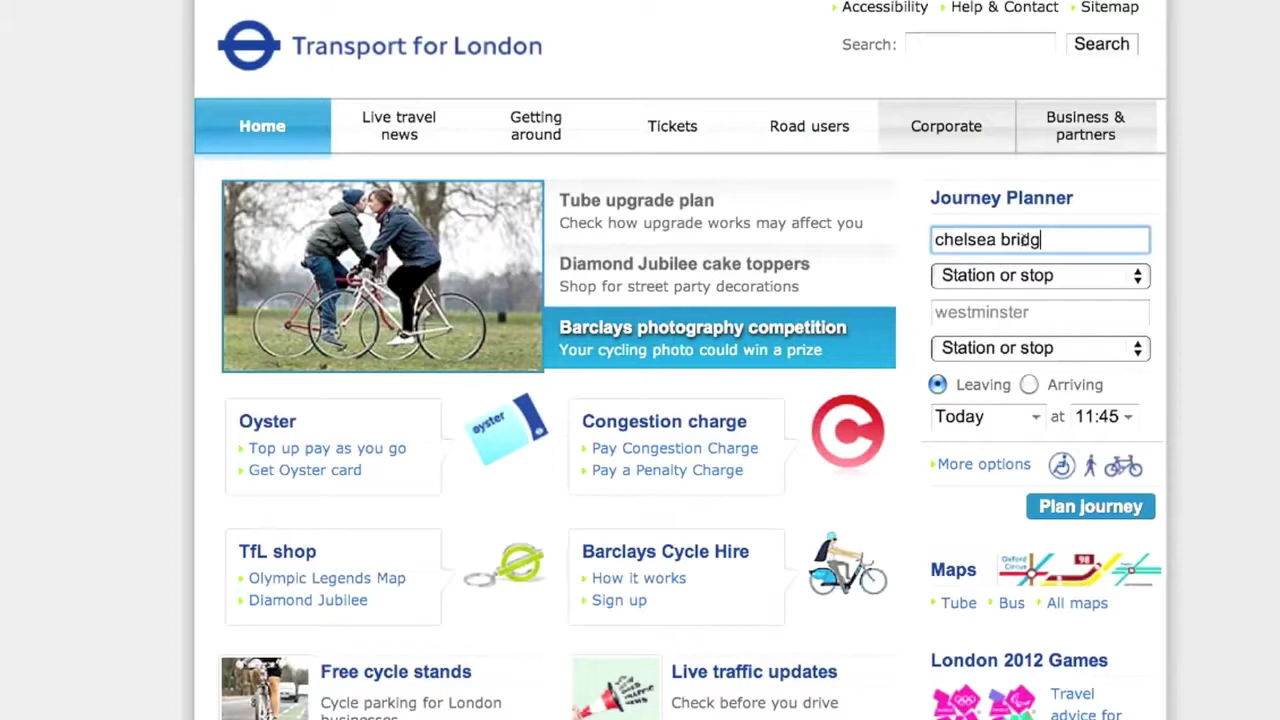 Accessibility
Help & Contact
Sitemap
Transport for London
Search:
Search
Home
Live travel
news
Getting
around
Tickets
Road users
Corporate
Business &
partners
Tube upgrade plan
Check how upgrade works may affect you
Diamond Jubilee cake toppers
Shop for street party decorations
Barclays photography competition
Your cycling photo could win a prize
Journey Planner
chelsea bridg
Station or stop
westminster
Station or stop
Leaving
Arriving
Today
at
11:45
More options
Plan journey
Oyster
Top up pay as you go
Get Oyster card
oyster
Congestion charge
Pay Congestion Charge
Pay a Penalty Charge
C
TfL shop
Olympic Legends Map
Diamond Jubilee
Barclays Cycle Hire
How it works
Sign up
Maps
Oxford
Circus
98
Tube
Bus
All maps
Free cycle stands
Cycle parking for London
businesses
Live traffic updates
Check before you drive
London 2012 Games
Travel
advice for